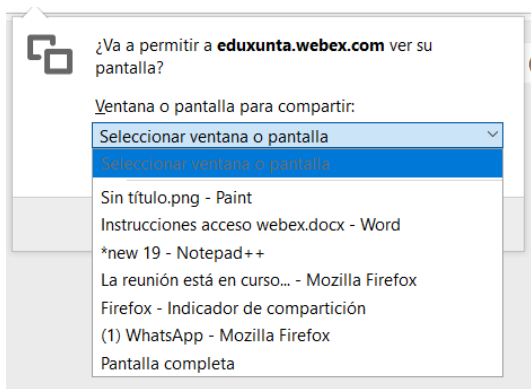 ¿Va a permitir a eduxunta.webex.com ver su
pantalla?
Ventana o pantalla para compartir:
Seleccionar ventana o pantalla
Seleccionar ventana o pantalla
Sin título.png - Paint
Instrucciones acceso webex.docx - Word
*new 19 - Notepad++
La reunión está en curso... - Mozilla Firefox
Firefox - Indicador de compartición
(1) WhatsApp - Mozilla Firefox
Pantalla completa